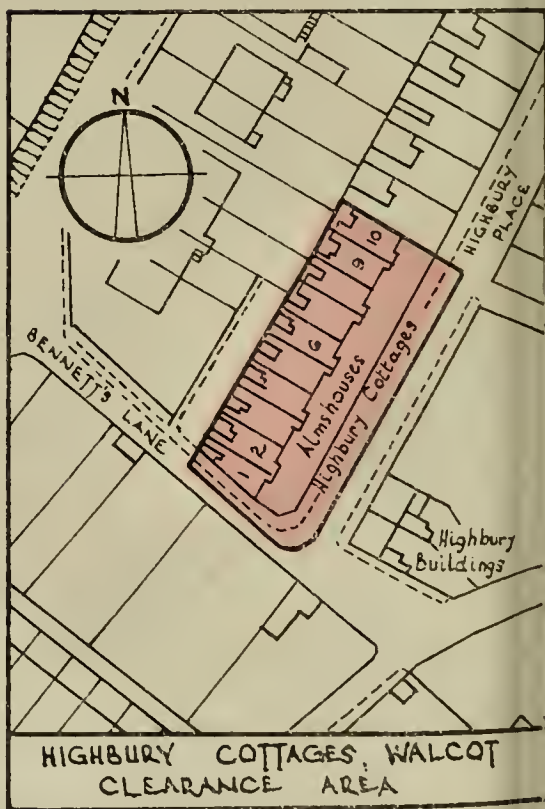 N
HIGHBURY
PLACE
BENNETT'S LANE
10
9
6
2
1
Almshouses
Highbury Cottages
Highbury
Buildings
HIGHBURY COTTAGES, WALCOT
CLEARANCE AREA